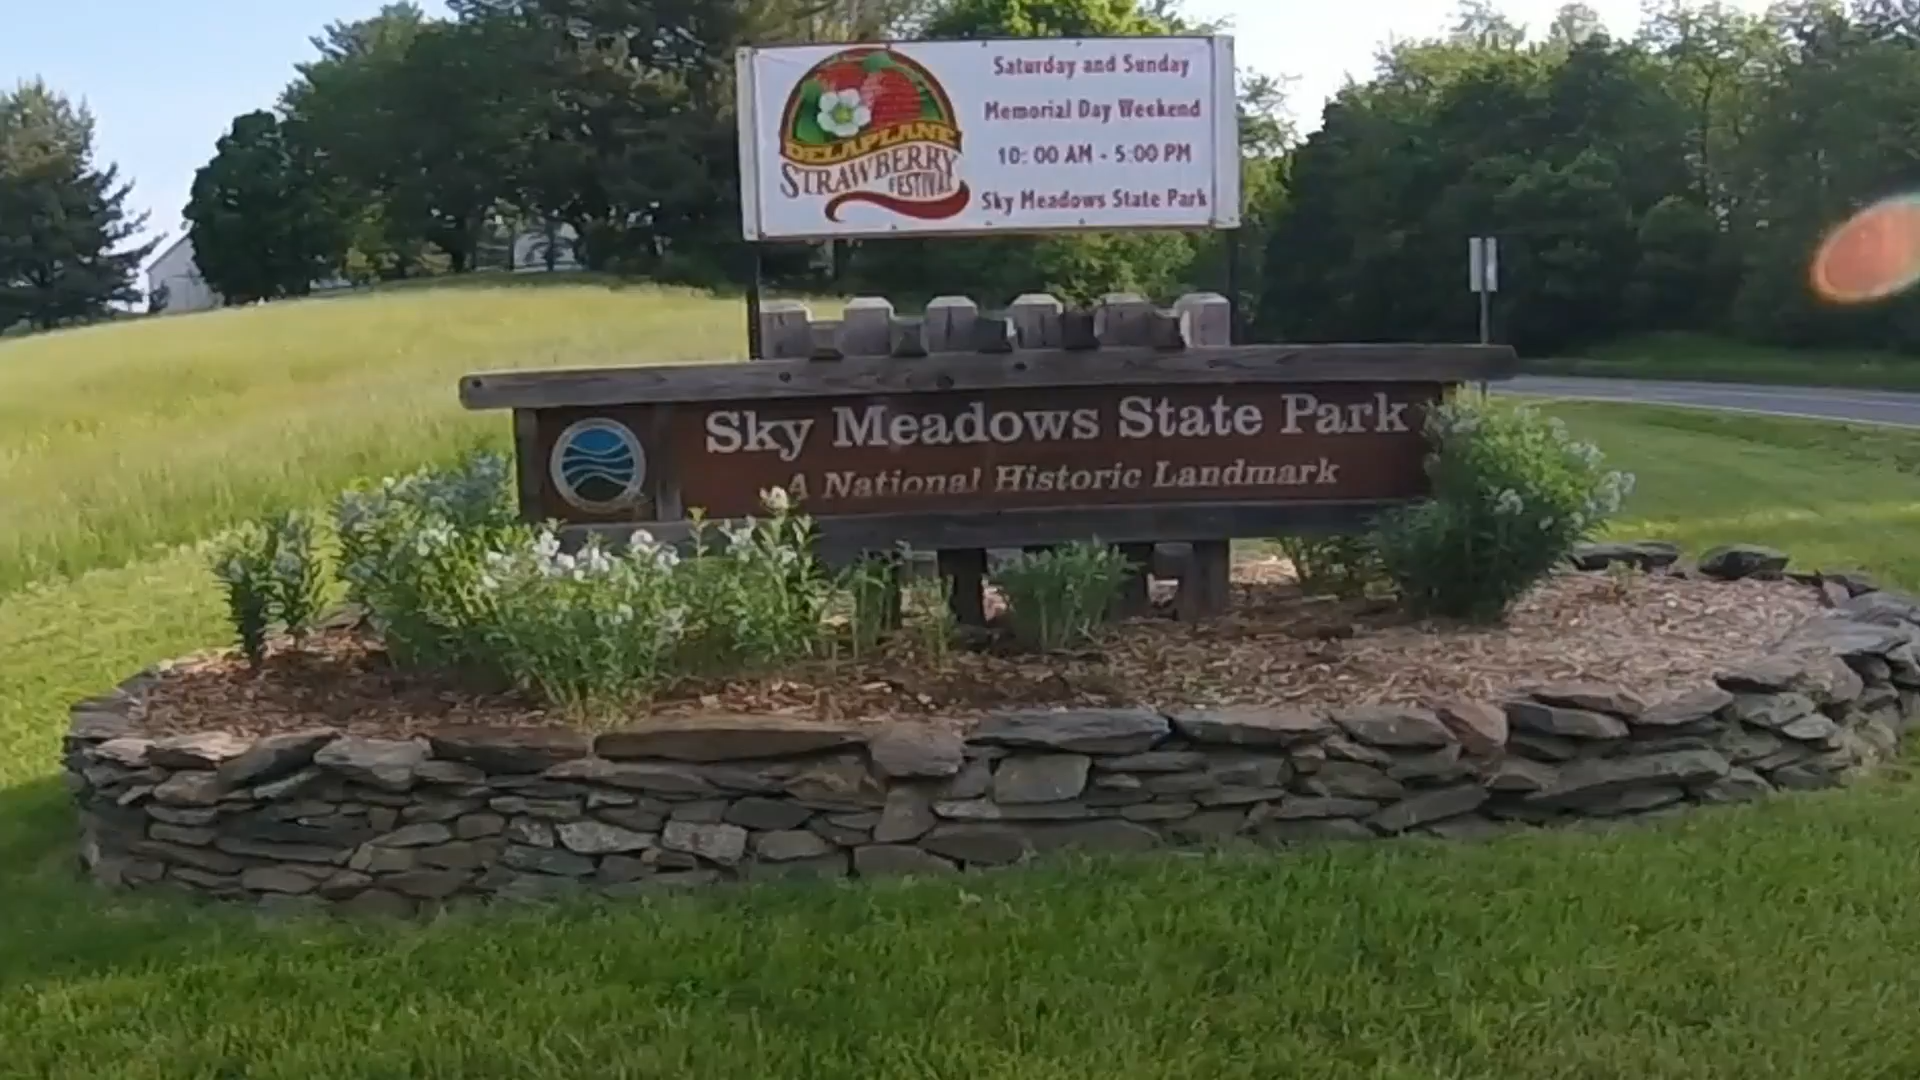 Saturday and Sunday
Memorial Day Weekend
10: 00 AM - 5:00 PM
Sky Meadows State Park
DELAPLANE
STRAWBERRY
FESTIVAL
Sky Meadows State Park
A National Historic Landmark